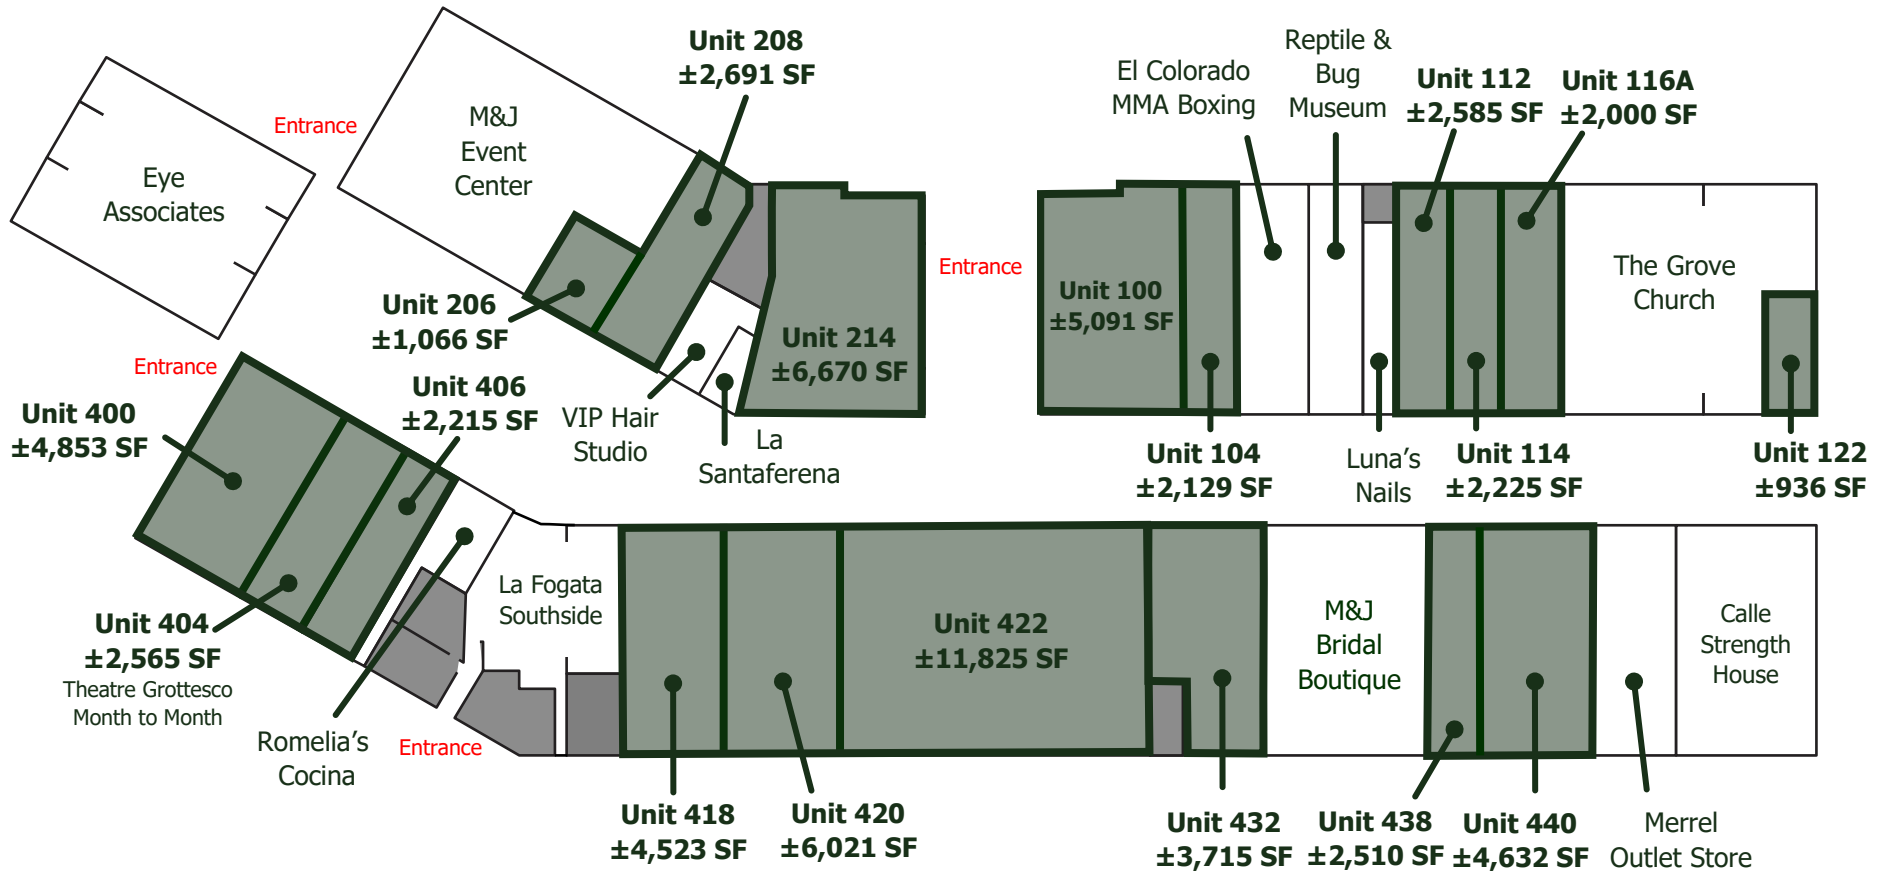 Unit 208
±2,691 SF
M&J
Event
Center
Entrance
Eye
Associates
Unit 206
±1,066 SF
Unit 214
±6,670 SF
VIP Hair
Studio
La
Santaferena
Entrance
El Colorado
MMA Boxing
Reptile &
Bug
Museum
Unit 112
±2,585 SF
Unit 116A
±2,000 SF
Unit 100
±5,091 SF
The Grove
Church
Unit 104
±2,129 SF
Luna’s
Nails
Unit 114
±2,225 SF
Unit 122
±936 SF
Entrance
Unit 400
±4,853 SF
Unit 406
±2,215 SF
Unit 404
±2,565 SF
Theatre Grottesco
Month to Month
Romelia’s
Cocina
Entrance
La Fogata
Southside
Unit 418
±4,523 SF
Unit 420
±6,021 SF
Unit 422
±11,825 SF
Unit 432
±3,715 SF
M&J
Bridal
Boutique
Unit 438
±2,510 SF
Unit 440
±4,632 SF
Merrel
Outlet Store
Calle
Strength
House